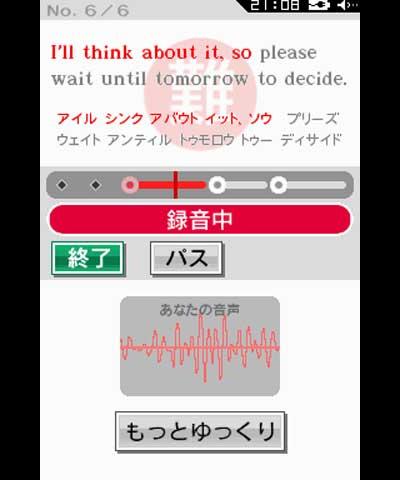 No. 6/6
21:08
I'll think about it, so please
wait until tomorrow to decide.
難
アイル シンク アバウト イット、ソウ プリーズ
ウェイト アンティル トゥモロウ トゥー ディサイド
録音中
終了
パス
あなたの音声
もっとゆっくり